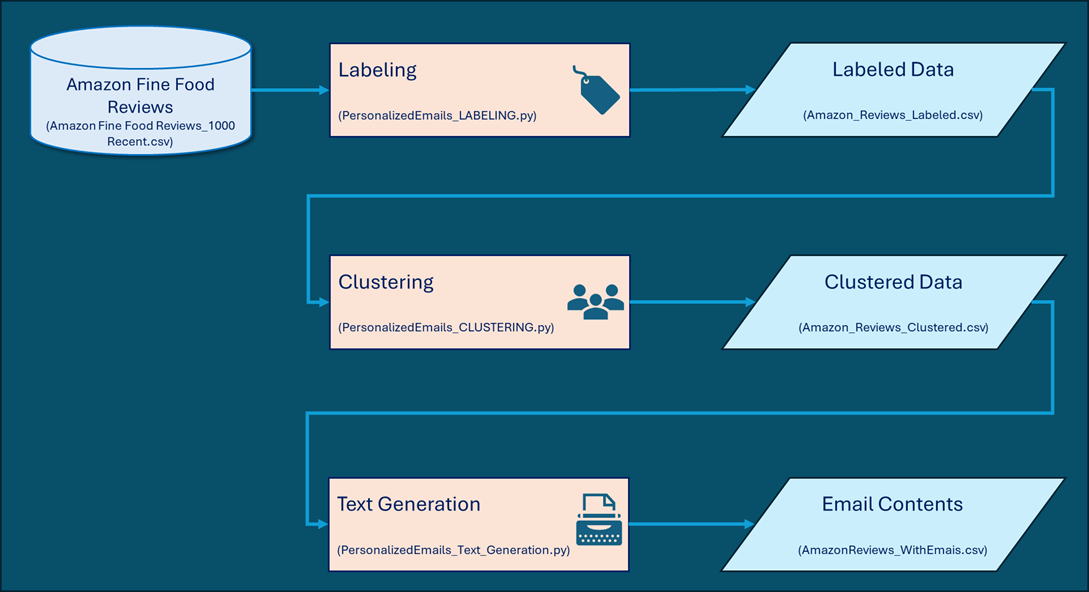 Amazon Fine Food
Reviews
(Amazon Fine Food Reviews_1000
Recent.csv)
Labeling
(PersonalizedEmails_LABELING.py)
Labeled Data
(Amazon_Reviews_Labeled.csv)
Clustering
(PersonalizedEmails_CLUSTERING.py)
Clustered Data
(Amazon_Reviews_Clustered.csv)
Text Generation
(PersonalizedEmails_Text_Generation.py)
Email Contents
(AmazonReviews_WithEmais.csv)